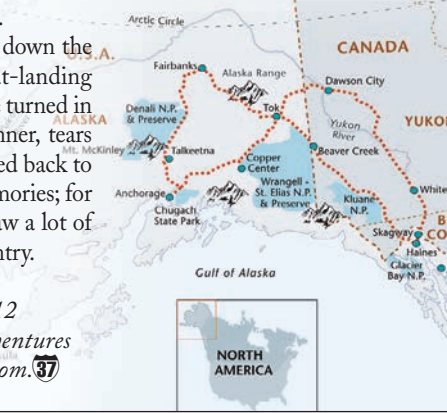 down the
t-landing
turned in
nner, tears
ed back to
mories; for
aw a lot of
ntry.
12
entures
om. 37
Arctic Circle
U.S.A.
CANADA
Fairbanks
Alaska Range
Dawson City
Denali N.P.
& Preserve
ALASKA
Tok
Yukon
River
YUKO
Mt. McKinley
Talkeetna
Beaver Creek
Copper
Center
Wrangell -
St. Elias N.P.
& Preserve
Anchorage
Chugach
State Park
Kluane
N.P.
White
Skagway
B
CO
Haines
Glacier
Bay N.P.
Gulf of Alaska
NORTH
AMERICA